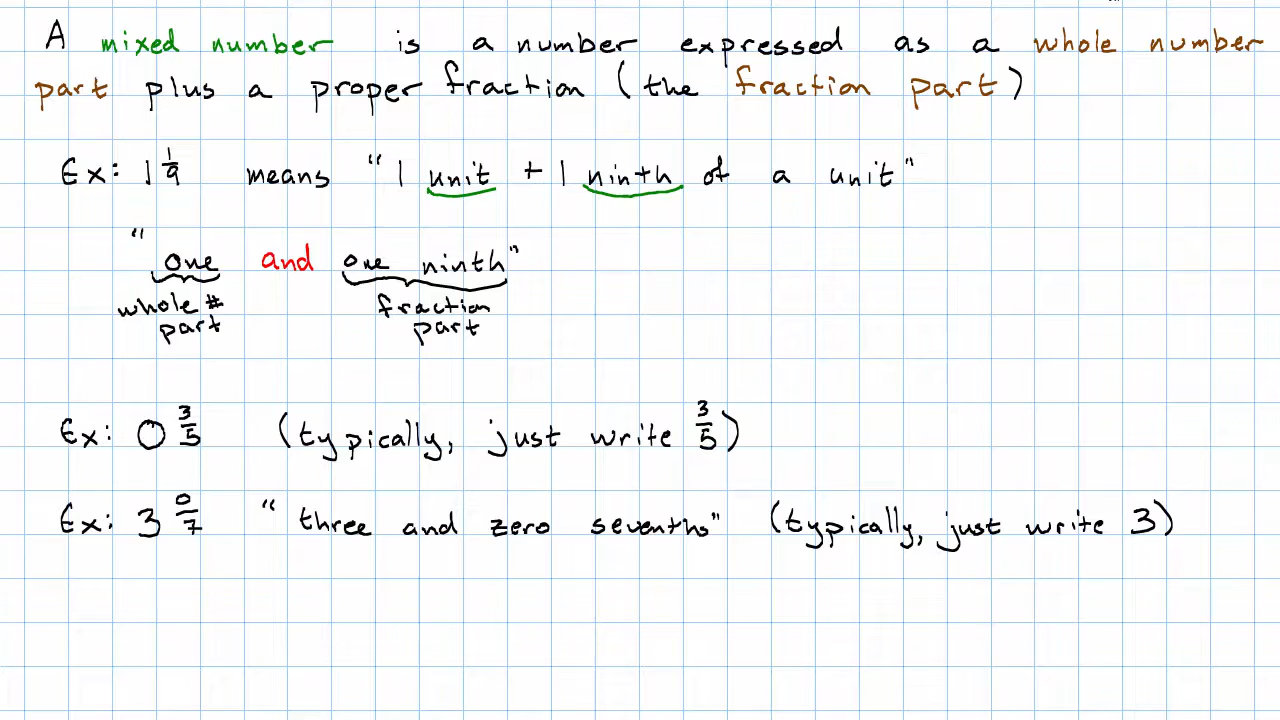 A mixed number is a number expressed as a whole number
part plus a proper fraction (the fraction part)
Ex: 1 1/9 means "1 unit + 1 ninth of a unit"
"one and one ninth"
whole # part fraction part
Ex: 0 3/5 (typically, just write 3/5)
Ex: 3 0/7 "three and zero sevenths" (typically, just write 3)